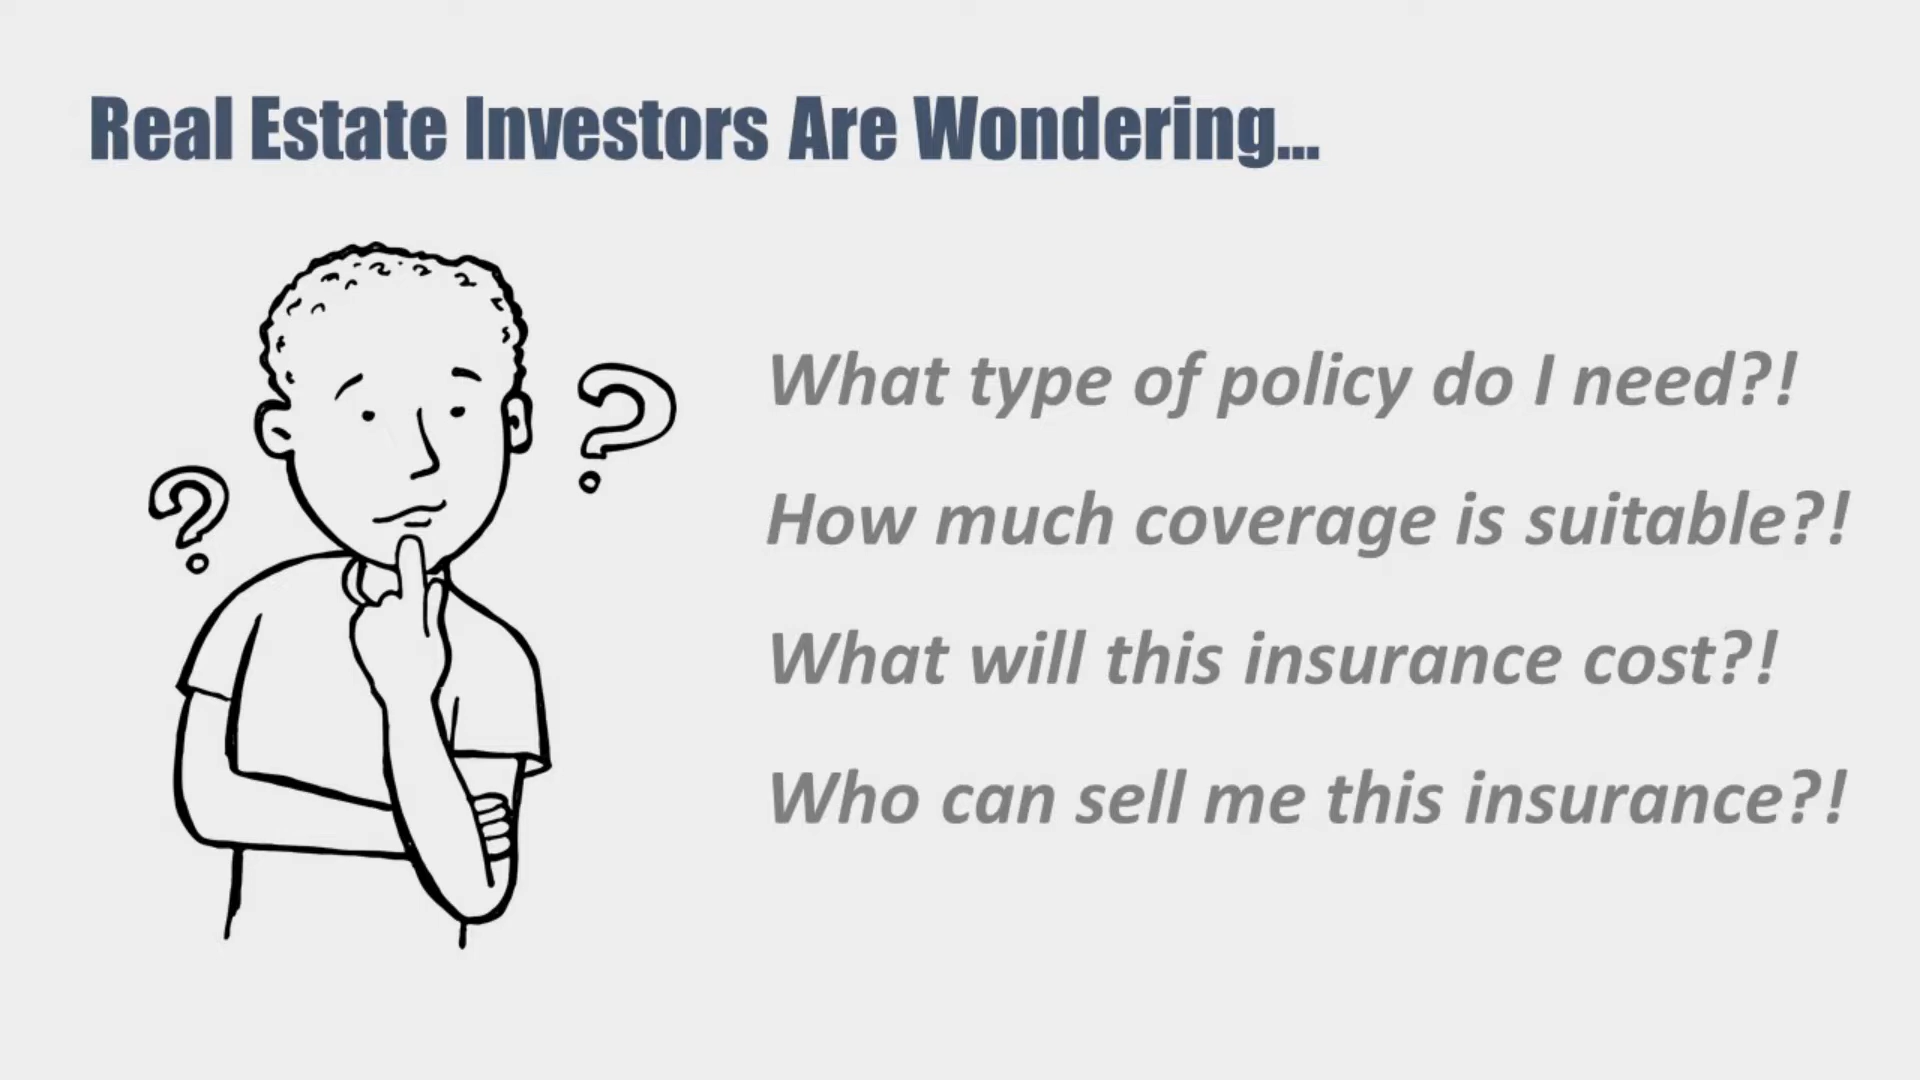 Real Estate Investors Are Wondering...
What type of policy do I need?!
How much coverage is suitable?!
What will this insurance cost?!
Who can sell me this insurance?!